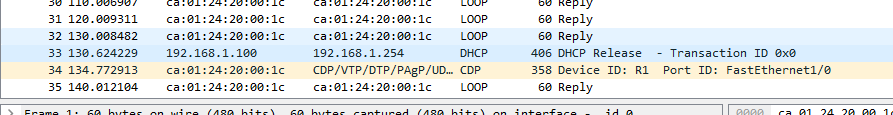 30 110.006907 ca:01:24:20:00:1c ca:01:24:20:00:1c LOOP 60 Reply
31 120.009311 ca:01:24:20:00:1c ca:01:24:20:00:1c LOOP 60 Reply
32 130.008482 ca:01:24:20:00:1c ca:01:24:20:00:1c LOOP 60 Reply
33 130.624229 192.168.1.100 192.168.1.254 DHCP 406 DHCP Release - Transaction ID 0x0
34 134.772913 ca:01:24:20:00:1c CDP/VTP/DTP/PAgP/UD… CDP 358 Device ID: R1 Port ID: FastEthernet1/0
35 140.012104 ca:01:24:20:00:1c ca:01:24:20:00:1c LOOP 60 Reply
Frame 1: 60 bytes on wire (480 bits), 60 bytes captured (480 bits) on interface -, id 0
0000 ca 01 24 20 00 1c